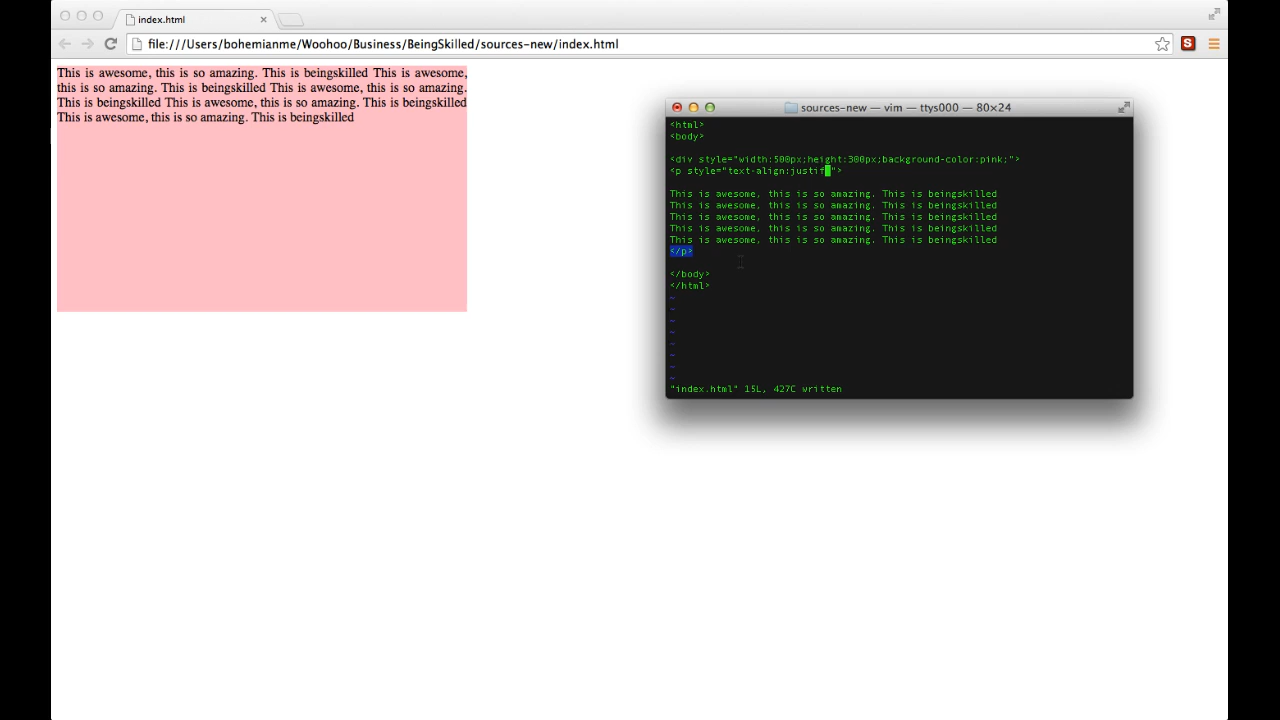 index.html
file:///Users/bohemianme/Woohoo/Business/BeingSkilled/sources-new/index.html
S
This is awesome, this is so amazing. This is beingskilled This is awesome,
this is so amazing. This is beingskilled This is awesome, this is so amazing.
This is beingskilled This is awesome, this is so amazing. This is beingskilled
This is awesome, this is so amazing. This is beingskilled
sources-new — vim — ttys000 — 80×24
<html>
<body>
<div style="width:500px;height:300px;background-color:pink;">
<p style="text-align:justif ">
This is awesome, this is so amazing. This is beingskilled
This is awesome, this is so amazing. This is beingskilled
This is awesome, this is so amazing. This is beingskilled
This is awesome, this is so amazing. This is beingskilled
This is awesome, this is so amazing. This is beingskilled
</p>
</body>
</html>
~
~
~
~
~
~
~
~
"index.html" 15L, 427C written